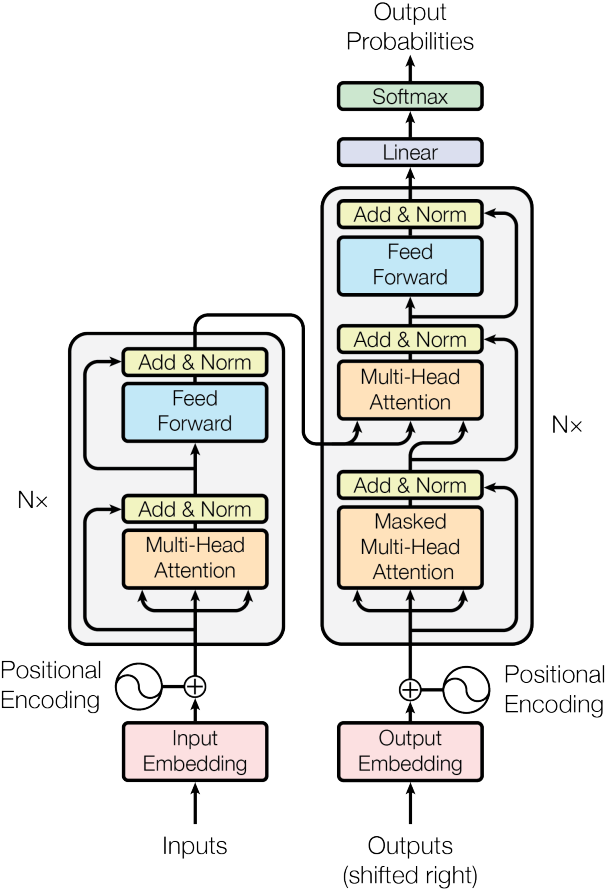 Output
Probabilities
Softmax
Linear
Add & Norm
Feed
Forward
Add & Norm
Multi-Head
Attention
Add & Norm
Masked
Multi-Head
Attention
N×
Add & Norm
Feed
Forward
Add & Norm
Multi-Head
Attention
N×
Positional
Encoding
Positional
Encoding
Input
Embedding
Output
Embedding
Inputs
Outputs
(shifted right)